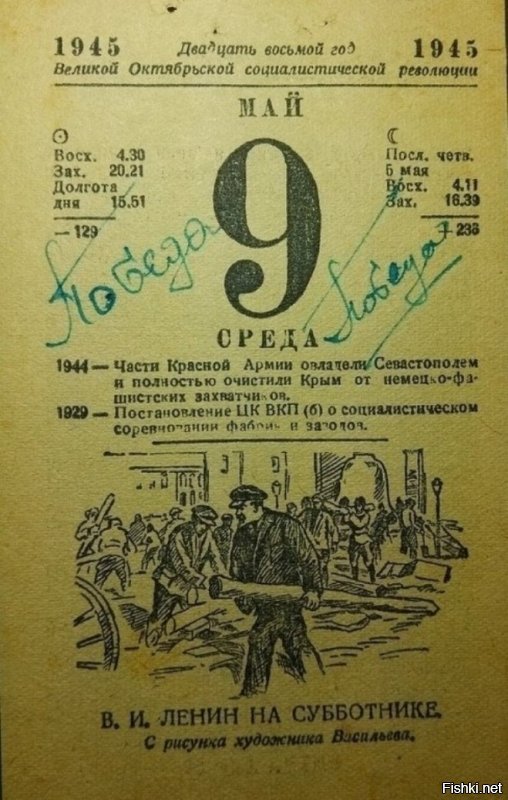 1945 Двадцать восьмой год 1945
Великой Октябрьской социалистической революции
МАЙ
Восх. 4.30
Зах. 20.21
Долгота
дня 15.51
—129
9
☾
Посл. четв.
5 мая
Восх. 4.11
Зах. 16.39
Победа
Победа
СРЕДА
1944 — Части Красной Армии овладели Севастополем
и полностью очистили Крым от немецко-фа-
шистских захватчиков.
1929 — Постановление ЦК ВКП (б) о социалистическом
соревновании фабрик и заводов.
В. И. ЛЕНИН НА СУББОТНИКЕ.
С рисунка художника Васильева.
Fishki.net